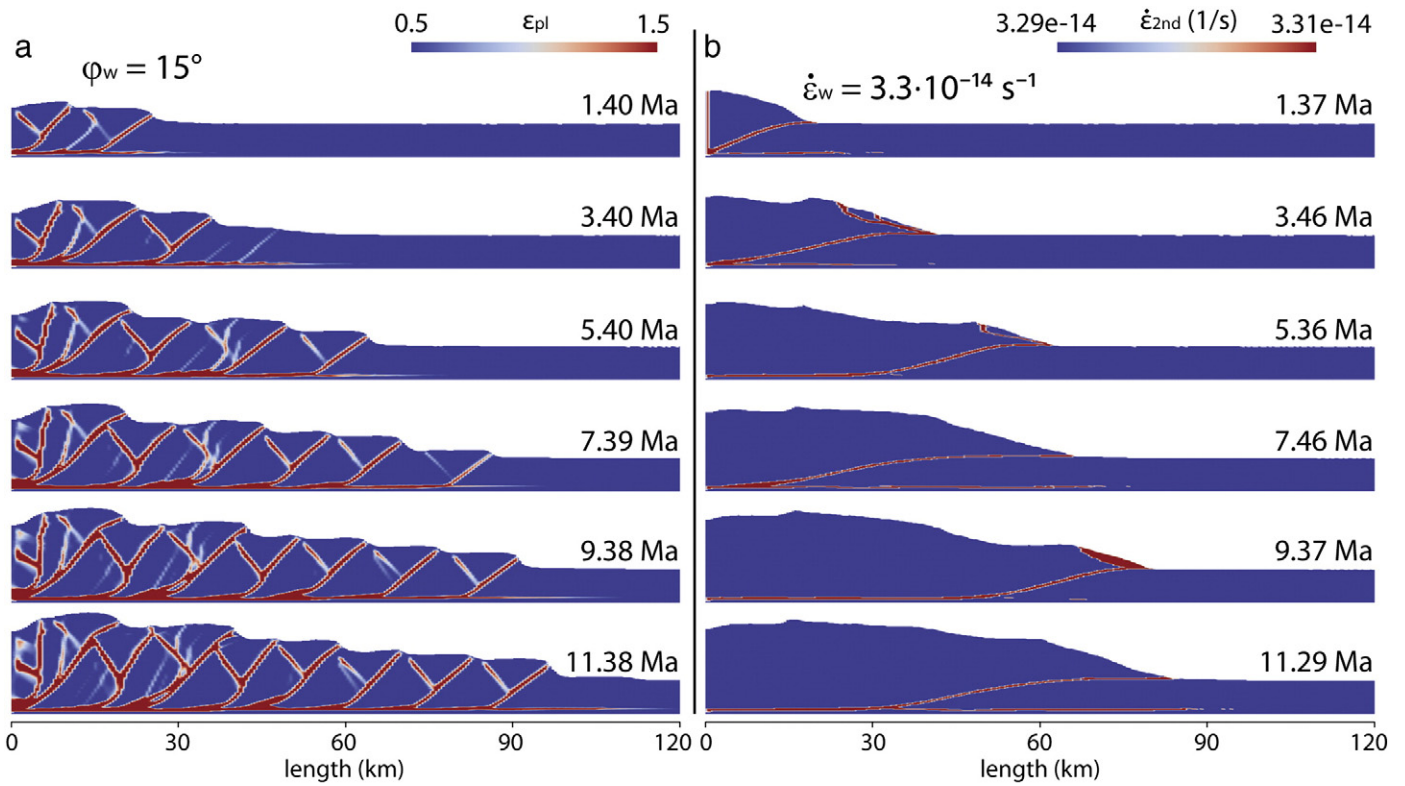 a
0.5 εpl 1.5
φw = 15°
1.40 Ma
3.40 Ma
5.40 Ma
7.39 Ma
9.38 Ma
11.38 Ma
0 30 60 90 120
length (km)
b
3.29e-14 ε̇2nd (1/s) 3.31e-14
ε̇w = 3.3·10⁻¹⁴ s⁻¹
1.37 Ma
3.46 Ma
5.36 Ma
7.46 Ma
9.37 Ma
11.29 Ma
0 30 60 90 120
length (km)